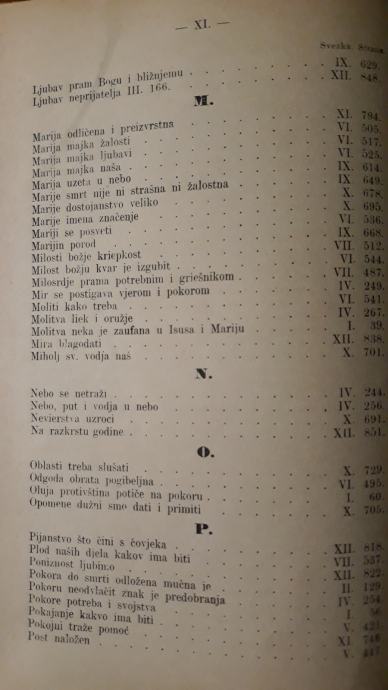 — XI. —
Svezka. Strana.
Ljubav pram Bogu i bližnjemu . . . . . IX. 629.
Ljubav neprijatelja III. 166. . . . . . XII. 848.
M.
Marija odličena i preizvrstna . . . . . XI. 794.
Marija majka žalosti . . . . . VI. 505.
Marija majka ljubavi . . . . . VI. 517.
Marija majka naša . . . . . VI. 525.
Marija uzeta u nebo . . . . . IX. 614.
Marije smrt nije ni strašna ni žalostna . . . . . IX. 649.
Marije dostojanstvo veliko . . . . . X. 678.
Marije imena značenje . . . . . X. 695.
Mariji se posveti . . . . . VI. 536.
Marijin porod . . . . . IX. 668.
Milosti božje kriepkost . . . . . VII. 512.
Milost božju kvar je izgubit . . . . . VI. 544.
Milosrdje prama potrebnim i griešnikom . . . . . VII. 487.
Mir se postigava vjerom i pokorom . . . . . IV. 249.
Moliti kako treba . . . . . VI. 541.
Molitva liek i oružje . . . . . IV. 267.
Molitva neka je zaufana u Isusa i Mariju . . . . . I. 39.
Mira blagodati . . . . . XII. 838.
Miholj sv. vodja naš . . . . . X. 701.
N.
Nebo se netraži . . . . . IV. 244.
Nebo, put i vodja u nebo . . . . . IV. 256.
Nevierstva uzroci . . . . . X. 691.
Na razkrstu godine . . . . . XII. 851.
O.
Oblasti treba slušati . . . . . X. 729.
Odgoda obrata pogibeljna . . . . . VI. 495.
Oluja protivština potiče na pokoru . . . . . I. 60.
Opomene dužni smo dati i primiti . . . . . X. 705.
P.
Pijanstvo što čini s čovjeka . . . . . XII. 818.
Plod naših djela kakov ima biti . . . . . VII. 557.
Poniznost ljubimo . . . . . XII. 822.
Pokora do smrti odložena mučna je . . . . . II. 129.
Pokoru neodvlačit znak je predobranja . . . . . IV. 254.
Pokore potreba i svojstva . . . . . I.
Pokajanje kakvo ima biti . . . . . V. 421.
Pokojni traže pomoć . . . . . XI. 748.
Post naložen . . . . . V.